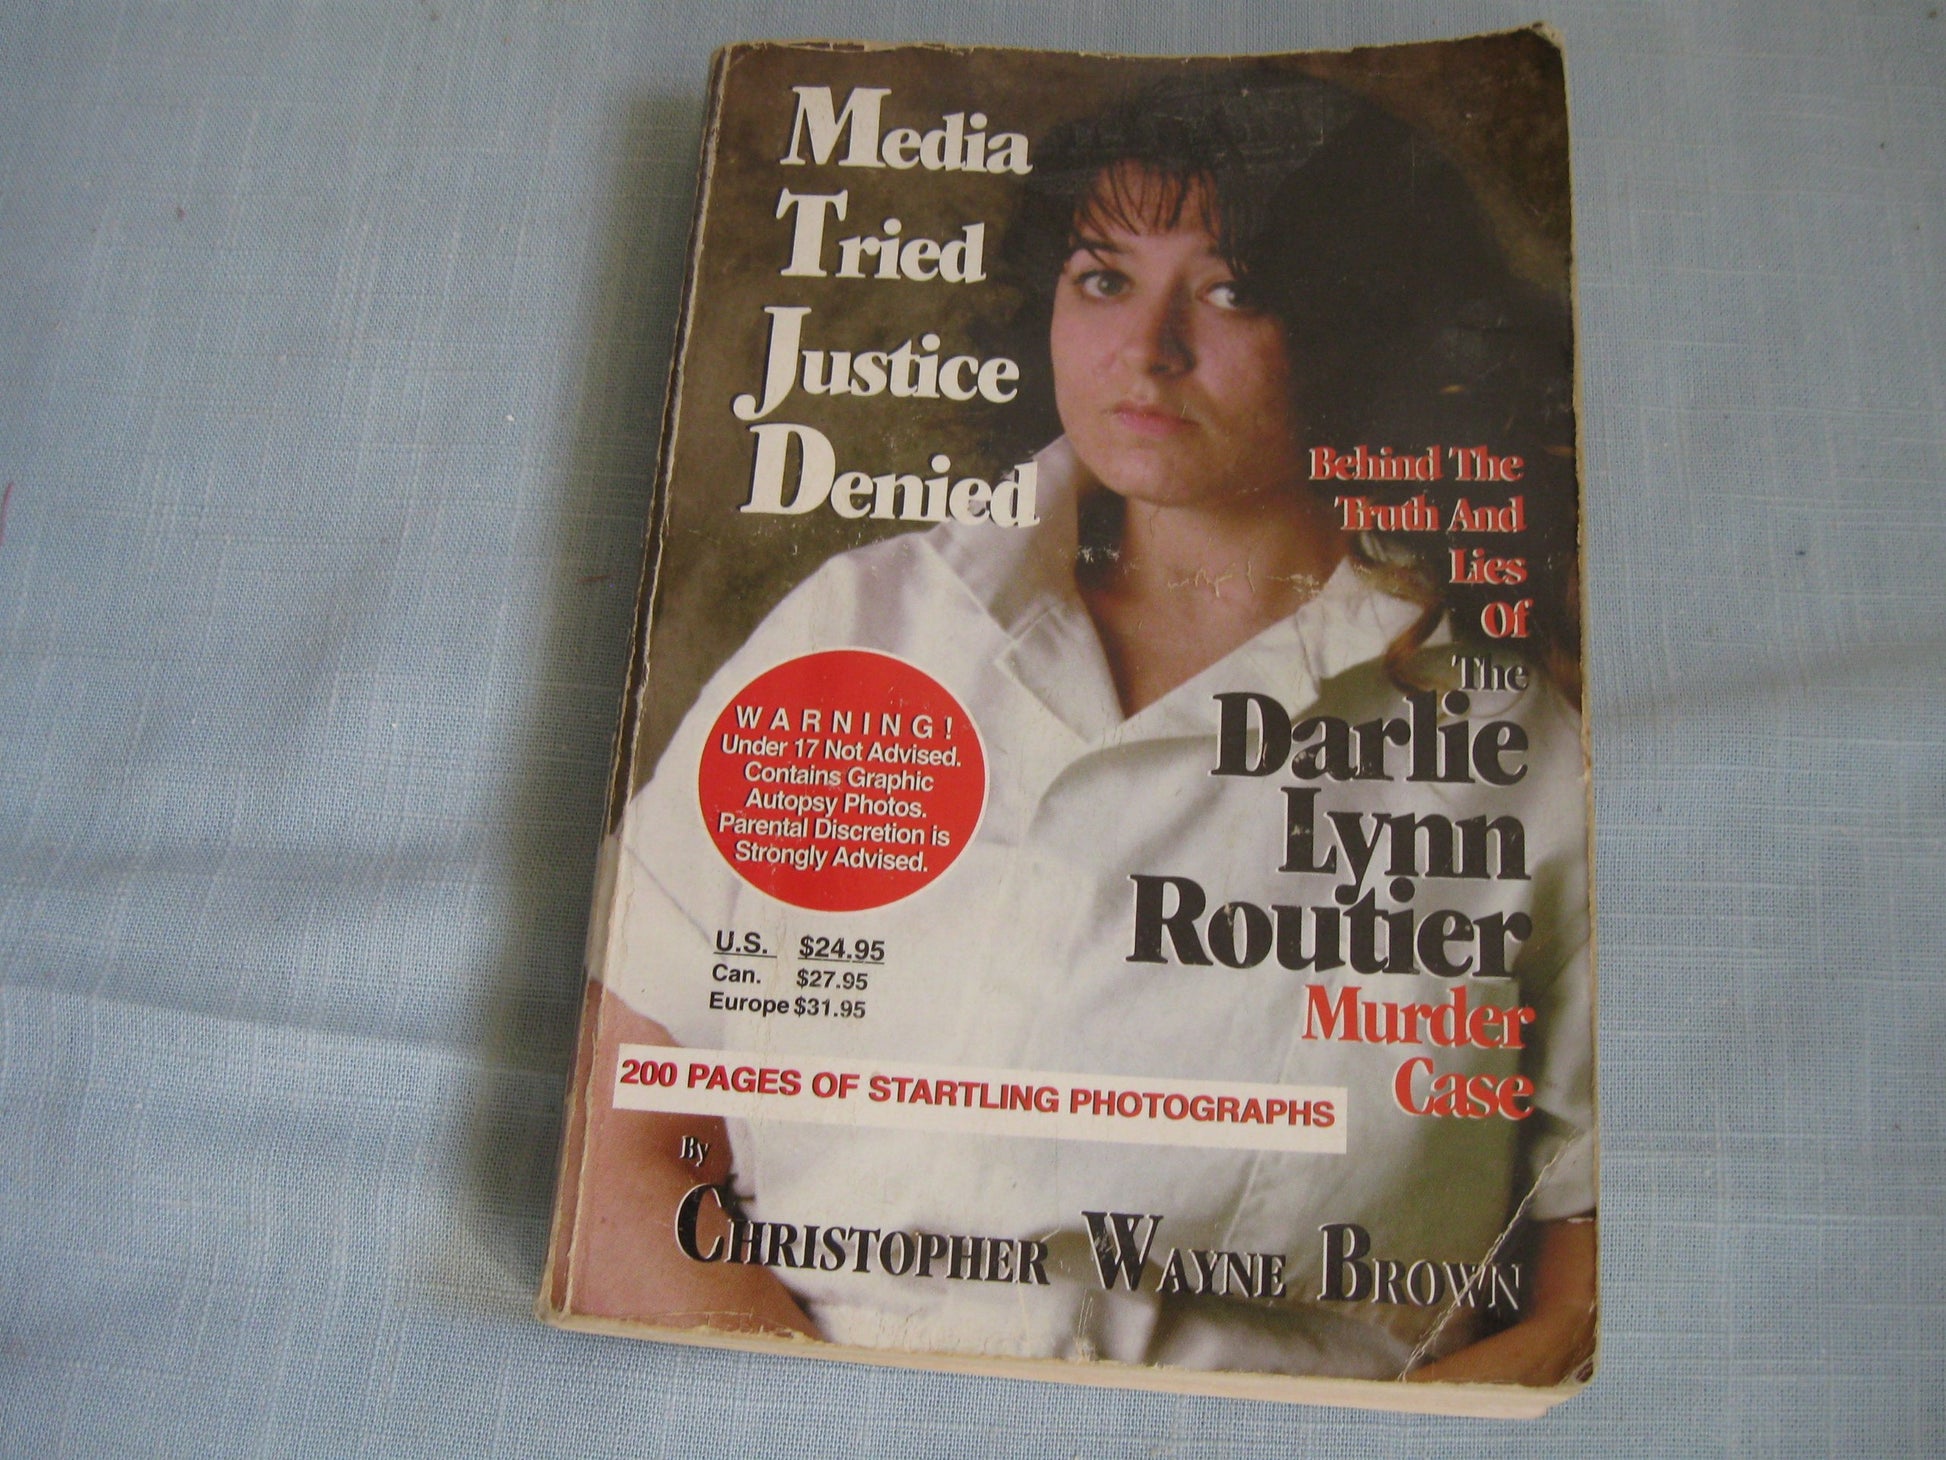 Media
Tried
Justice
Denied
Behind The
Truth And
Lies
Of
The
Darlie
Lynn
Routier
Murder
Case
WARNING!
Under 17 Not Advised.
Contains Graphic
Autopsy Photos.
Parental Discretion is
Strongly Advised.
U.S. $24.95
Can. $27.95
Europe $31.95
200 PAGES OF STARTLING PHOTOGRAPHS
By
Christopher Wayne Brown